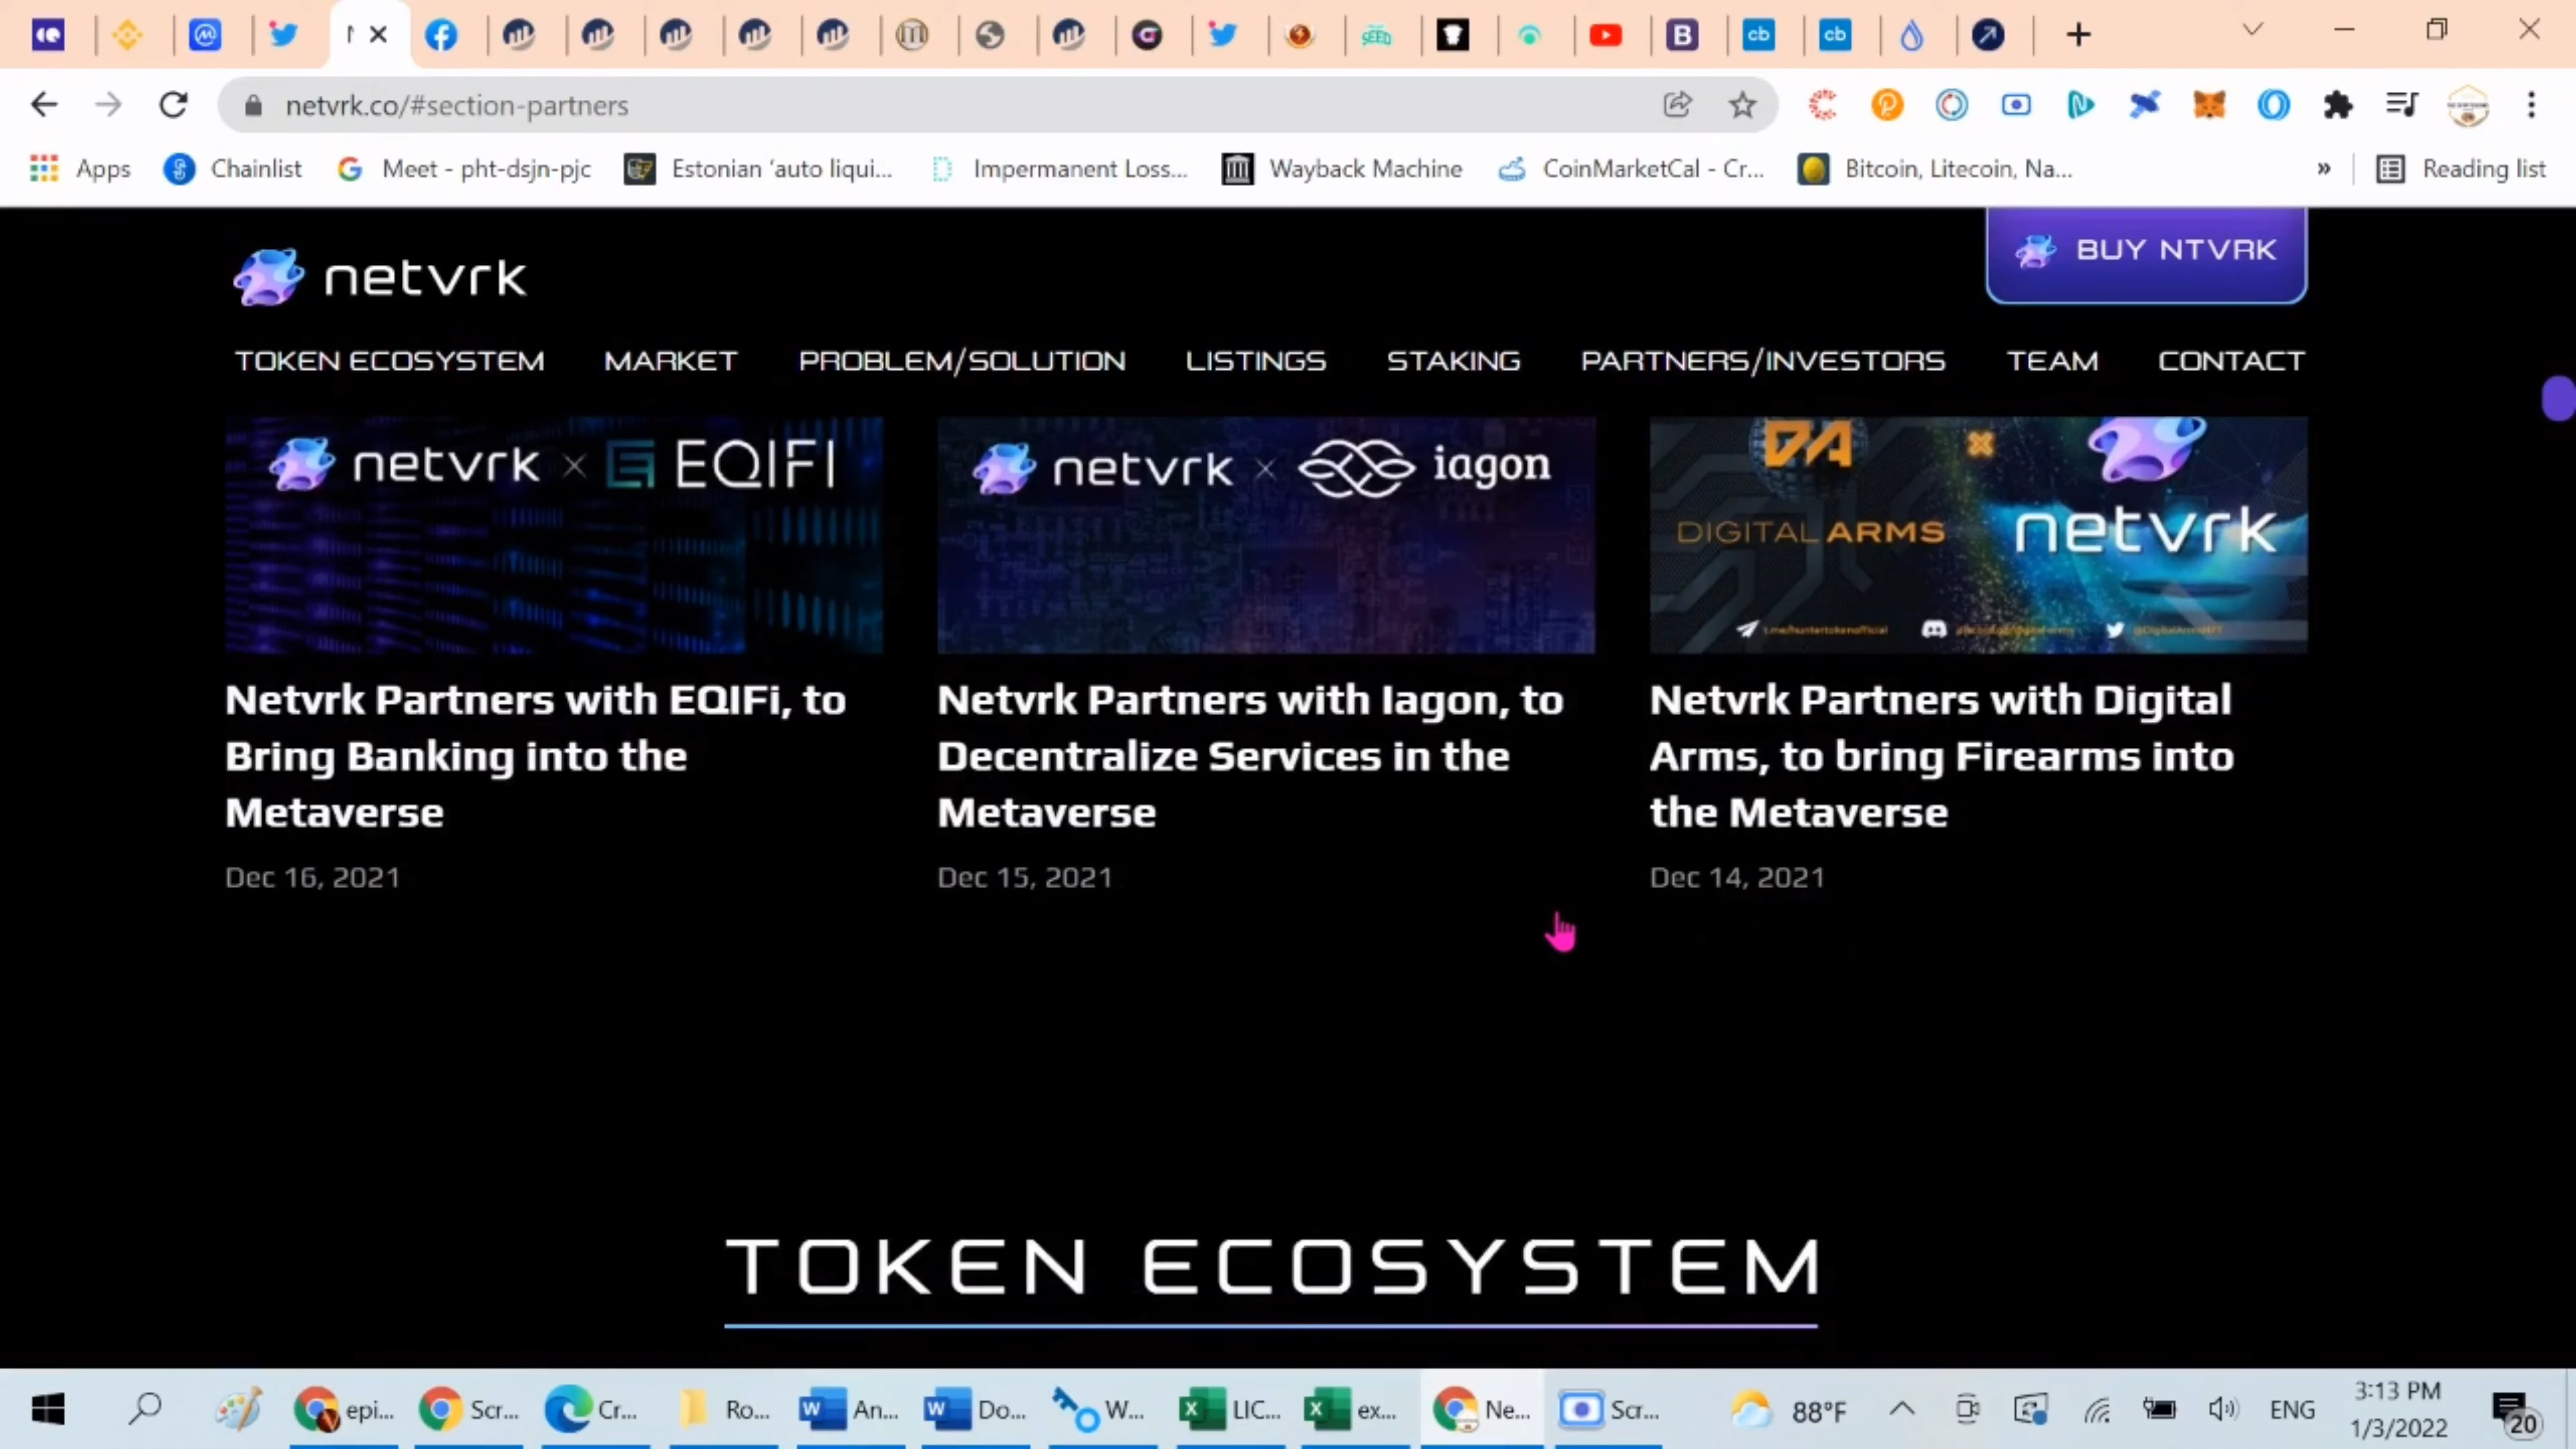 netvrk.co/#section-partners
Apps Chainlist Meet - pht-dsjn-pjc Estonian 'auto liqui... Impermanent Loss... Wayback Machine CoinMarketCal - Cr... Bitcoin, Litecoin, Na... » Reading list
netvrk
BUY NTVRK
TOKEN ECOSYSTEM MARKET PROBLEM/SOLUTION LISTINGS STAKING PARTNERS/INVESTORS TEAM CONTACT
netvrk × EQIFI
netvrk × iagon
DA
DIGITAL ARMS netvrk
t.me/huntertokenofficial
@DigitalArmsNFT
Netvrk Partners with EQIFi, to
Bring Banking into the
Metaverse
Dec 16, 2021
Netvrk Partners with Iagon, to
Decentralize Services in the
Metaverse
Dec 15, 2021
Netvrk Partners with Digital
Arms, to bring Firearms into
the Metaverse
Dec 14, 2021
TOKEN ECOSYSTEM
epi... Scr... Cr... Ro... An... Do... W... LIC... ex... Ne... Scr... 88°F ENG
3:13 PM
1/3/2022
20